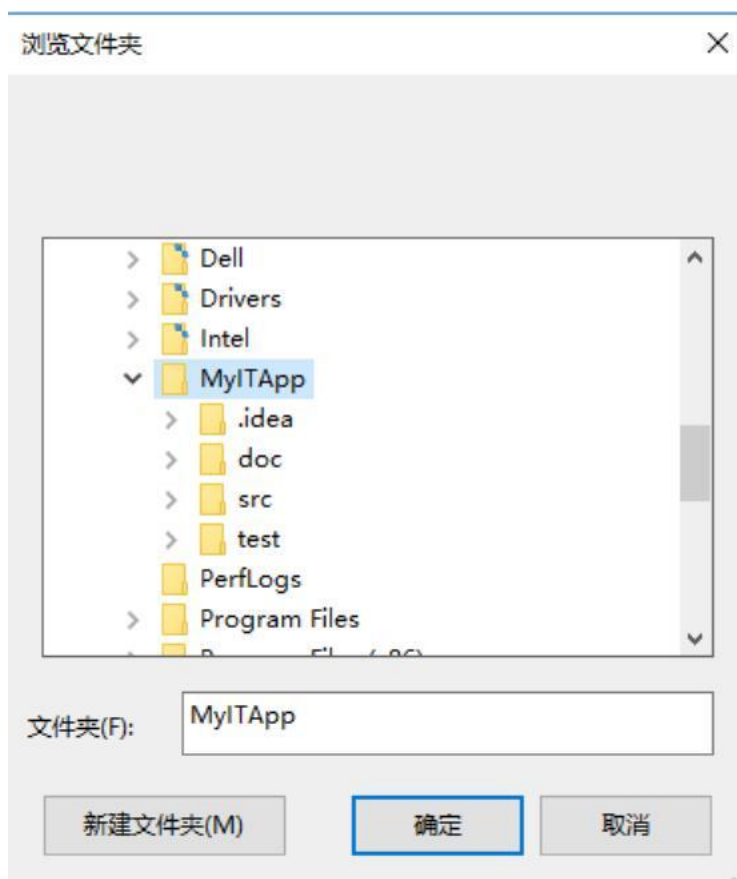 浏览文件夹
Dell
Drivers
Intel
MyITApp
.idea
doc
src
test
PerfLogs
Program Files
文件夹(F):
MyITApp
新建文件夹(M)
确定
取消